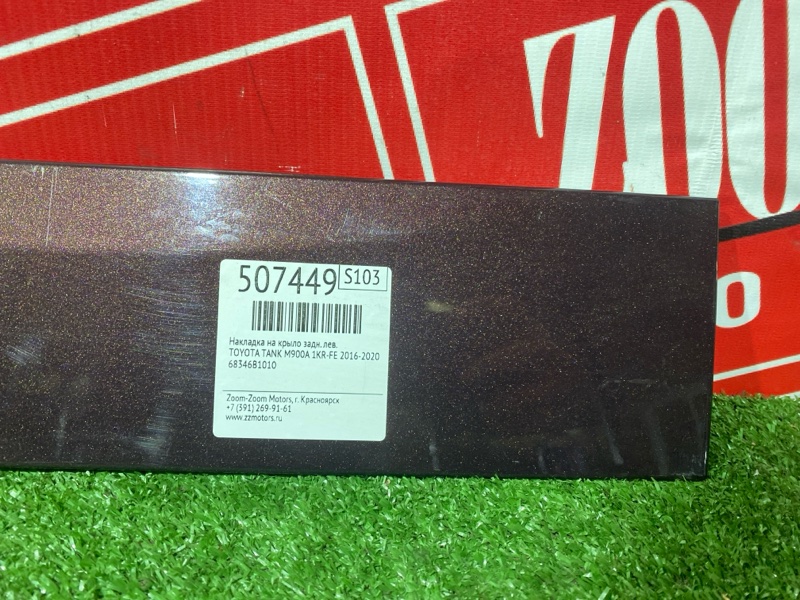 ZOO
O
507449 S103
Накладка на крыло задн. лев.
TOYOTA TANK M900A 1KR-FE 2016-2020
68346B1010
Zoom-Zoom Motors, г. Красноярск
+7 (391) 269-91-61
www.zzmotors.ru